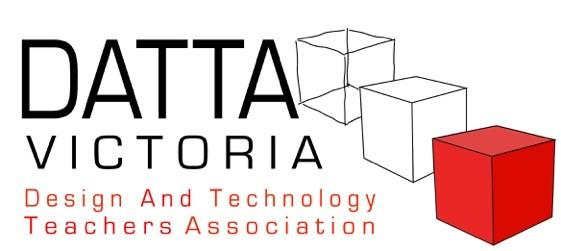 DATTA
VICTORIA
Design And Technology
Teachers Association